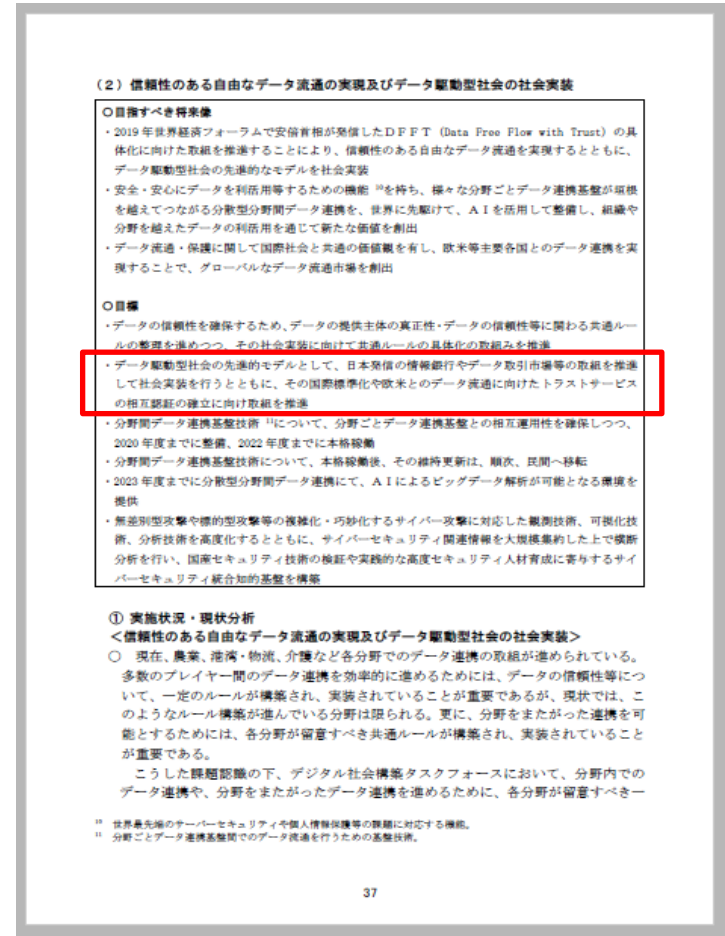 （２）信頼性のある自由なデータ流通の実現及びデータ駆動型社会の社会実装
○目指すべき将来像
・2019 年世界経済フォーラムで安倍首相が発信したＤＦＦＴ（Data Free Flow with Trust）の具
体化に向けた取組を推進することにより、信頼性のある自由なデータ流通を実現するとともに、
データ駆動型社会の先進的なモデルを社会実装
・安全・安心にデータを利活用等するための機能 10を持ち、様々な分野ごとデータ連携基盤が垣根
を越えてつながる分散型分野間データ連携を、世界に先駆けて、ＡＩを活用して整備し、組織や
分野を越えたデータの利活用を通じて新たな価値を創出
・データ流通・保護に関して国際社会と共通の価値観を有し、欧米等主要各国とのデータ連携を実
現することで、グローバルなデータ流通市場を創出
○目標
・データの信頼性を確保するため、データの提供主体の真正性・データの信頼性等に関わる共通ルー
ルの整理を進めつつ、その社会実装に向けて共通ルールの具体化の取組みを推進
・データ駆動型社会の先進的モデルとして、日本発信の情報銀行やデータ取引市場等の取組を推進
して社会実装を行うとともに、その国際標準化や欧米とのデータ流通に向けたトラストサービス
の相互認証の確立に向け取組を推進
・分野間データ連携基盤技術 11について、分野ごとデータ連携基盤との相互運用性を確保しつつ、
2020 年度までに整備、2022 年度までに本格稼働
・分野間データ連携基盤技術について、本格稼働後、その維持更新は、順次、民間へ移転
・2023 年度までに分散型分野間データ連携にて、ＡＩによるビッグデータ解析が可能となる環境を
提供
・無差別型攻撃や標的型攻撃等の複雑化・巧妙化するサイバー攻撃に対応した観測技術、可視化技
術、分析技術を高度化するとともに、サイバーセキュリティ関連情報を大規模集約した上で横断
分析を行い、国産セキュリティ技術の検証や実践的な高度セキュリティ人材育成に寄与するサイ
バーセキュリティ統合知的基盤を構築
① 実施状況・現状分析
＜信頼性のある自由なデータ流通の実現及びデータ駆動型社会の社会実装＞
○　現在、農業、港湾・物流、介護など各分野でのデータ連携の取組が進められている。
多数のプレイヤー間のデータ連携を効率的に進めるためには、データの信頼性等につ
いて、一定のルールが構築され、実装されていることが重要であるが、現状では、こ
のようなルール構築が進んでいる分野は限られる。更に、分野をまたがった連携を可
能とするためには、各分野が留意すべき共通ルールが構築され、実装されていること
が重要である。
こうした課題認識の下、デジタル社会構築タスクフォースにおいて、分野内での
データ連携や、分野をまたがったデータ連携を進めるために、各分野が留意すべき一
10 世界最先端のサーバーセキュリティや個人情報保護等の課題に対応する機能。
11 分野ごとデータ連携基盤間でのデータ流通を行うための基盤技術。
37